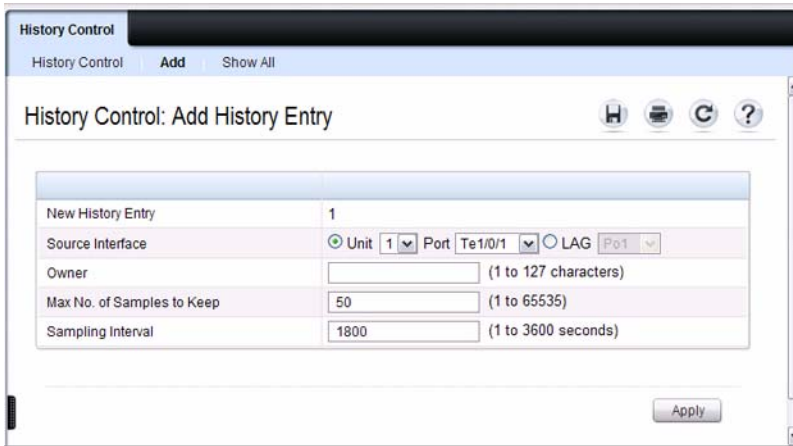 History Control
History Control Add Show All
History Control: Add History Entry
New History Entry 1
Source Interface Unit 1 Port Te1/0/1 LAG Po1
Owner (1 to 127 characters)
Max No. of Samples to Keep 50 (1 to 65535)
Sampling Interval 1800 (1 to 3600 seconds)
Apply